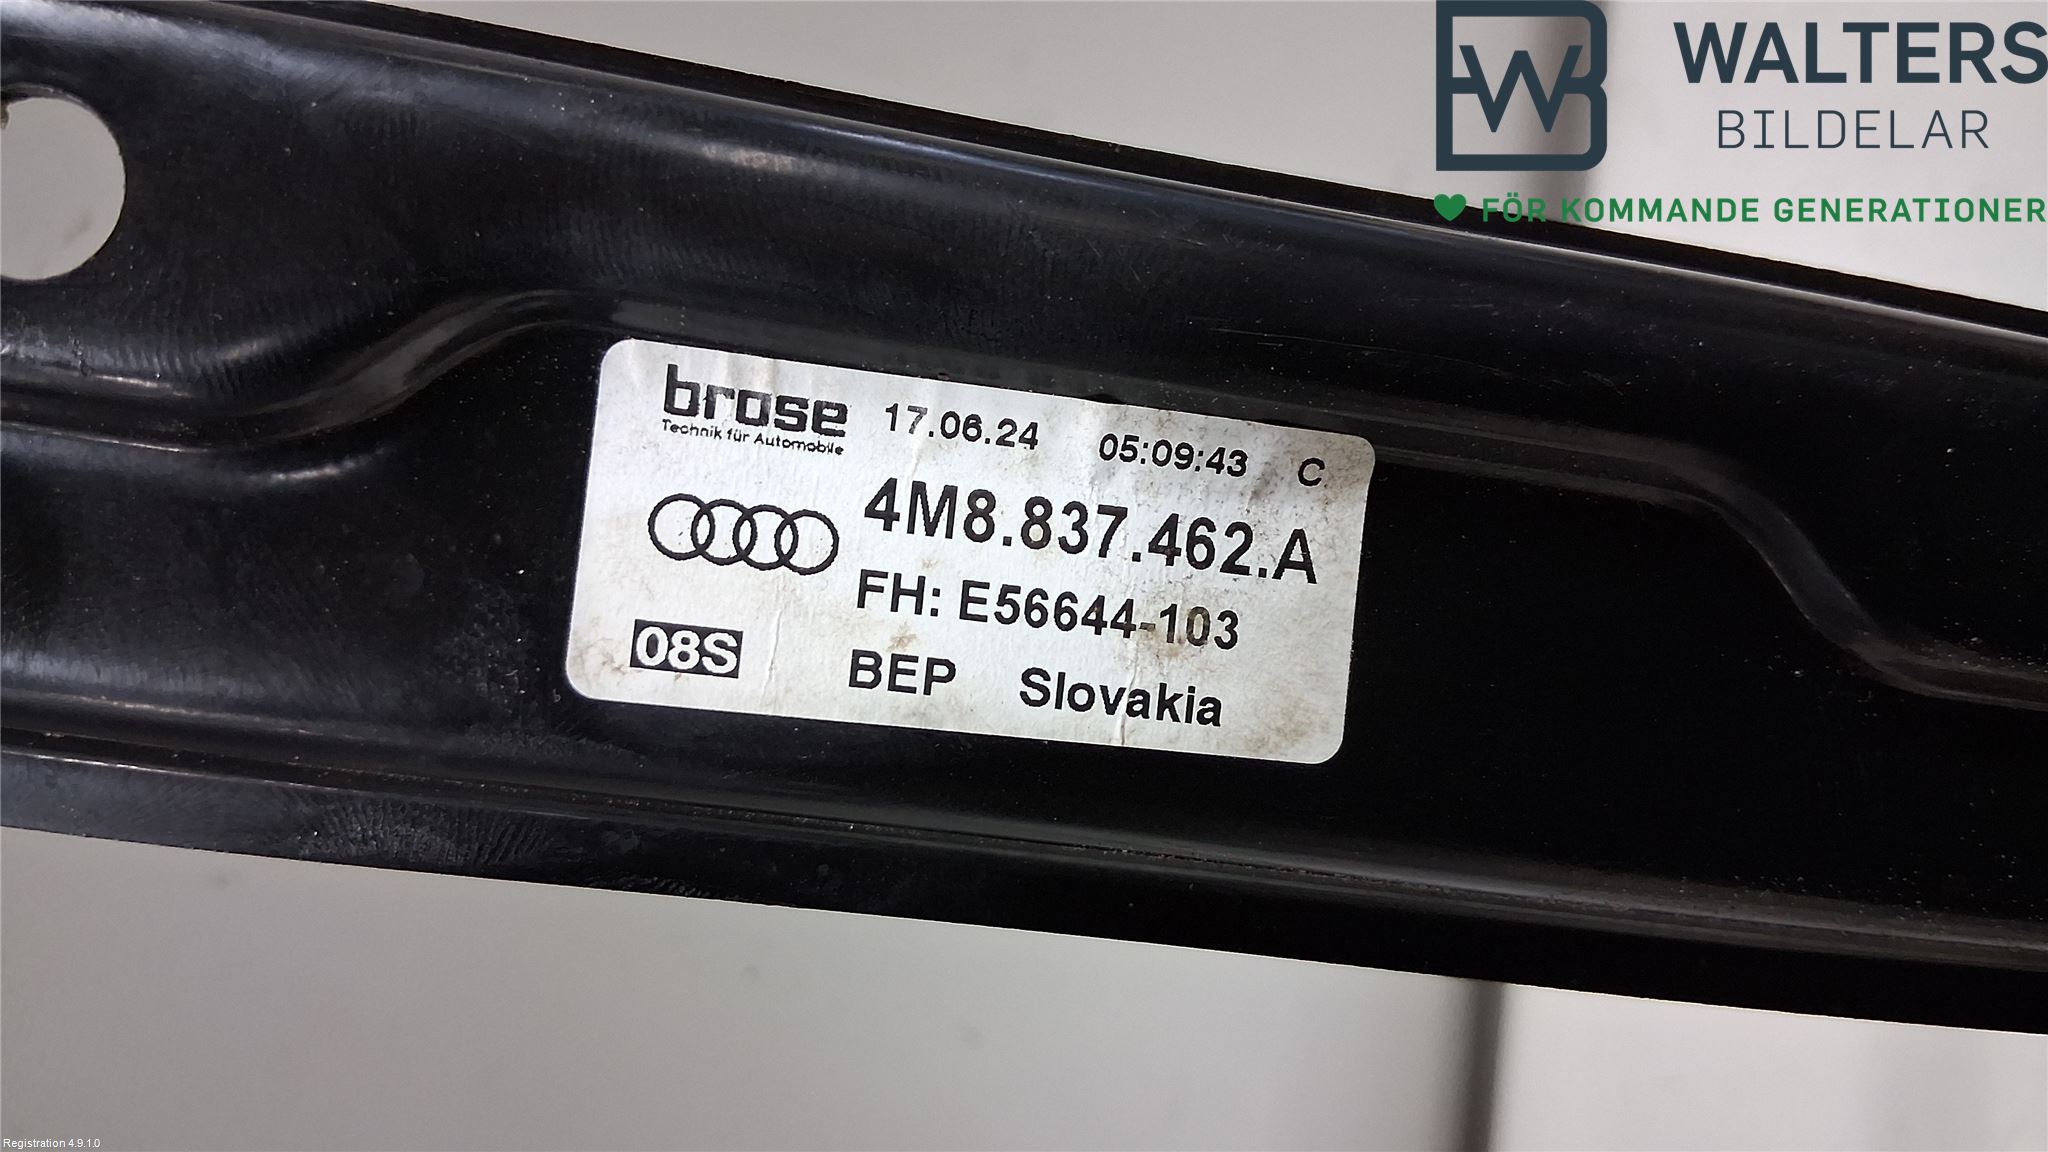 WALTERS
BILDELAR
FÖR KOMMANDE GENERATIONER
brose 17.06.24 05:09:43 C
Technik für Automobile
4M8.837.462.A
FH: E56644-103
08S BEP Slovakia
Registration 4.9.1.0